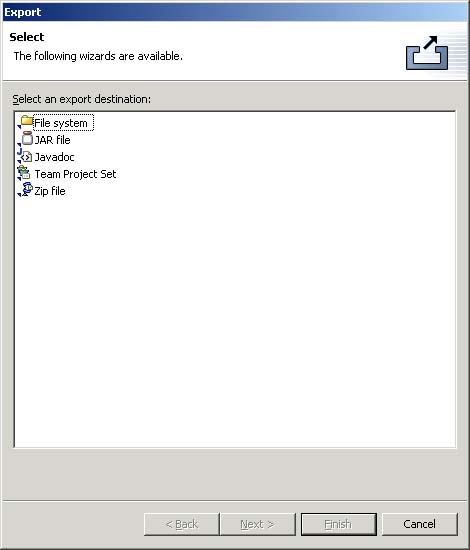 Export
Select
The following wizards are available.
Select an export destination:
File system
JAR file
Javadoc
Team Project Set
Zip file
< Back Next > Finish Cancel